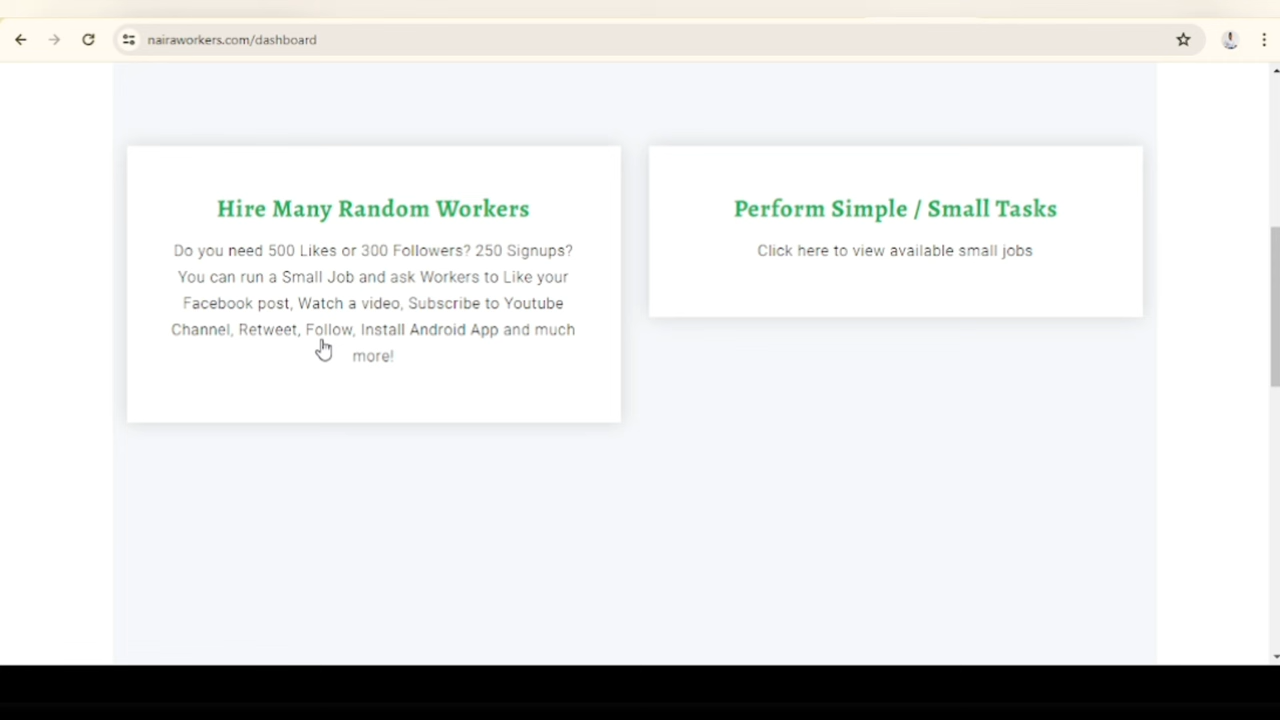 nairaworkers.com/dashboard
Hire Many Random Workers
Do you need 500 Likes or 300 Followers? 250 Signups?
You can run a Small Job and ask Workers to Like your
Facebook post, Watch a video, Subscribe to Youtube
Channel, Retweet, Follow, Install Android App and much
more!
Perform Simple / Small Tasks
Click here to view available small jobs